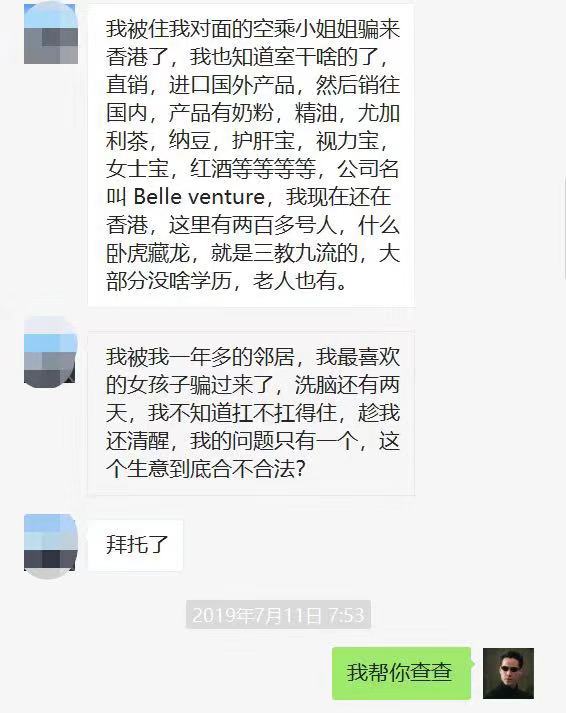 我被住我对面的空乘小姐姐骗来
香港了，我也知道室干啥的了，
直销，进口国外产品，然后销往
国内，产品有奶粉，精油，尤加
利茶，纳豆，护肝宝，视力宝，
女士宝，红酒等等等等，公司名
叫 Belle venture，我现在还在
香港，这里有两百多号人，什么
卧虎藏龙，就是三教九流的，大
部分没啥学历，老人也有。
我被我一年多的邻居，我最喜欢
的女孩子骗过来了，洗脑还有两
天，我不知道扛不扛得住，趁我
还清醒，我的问题只有一个，这
个生意到底合不合法？
拜托了
2019年7月11日 7:53
我帮你查查